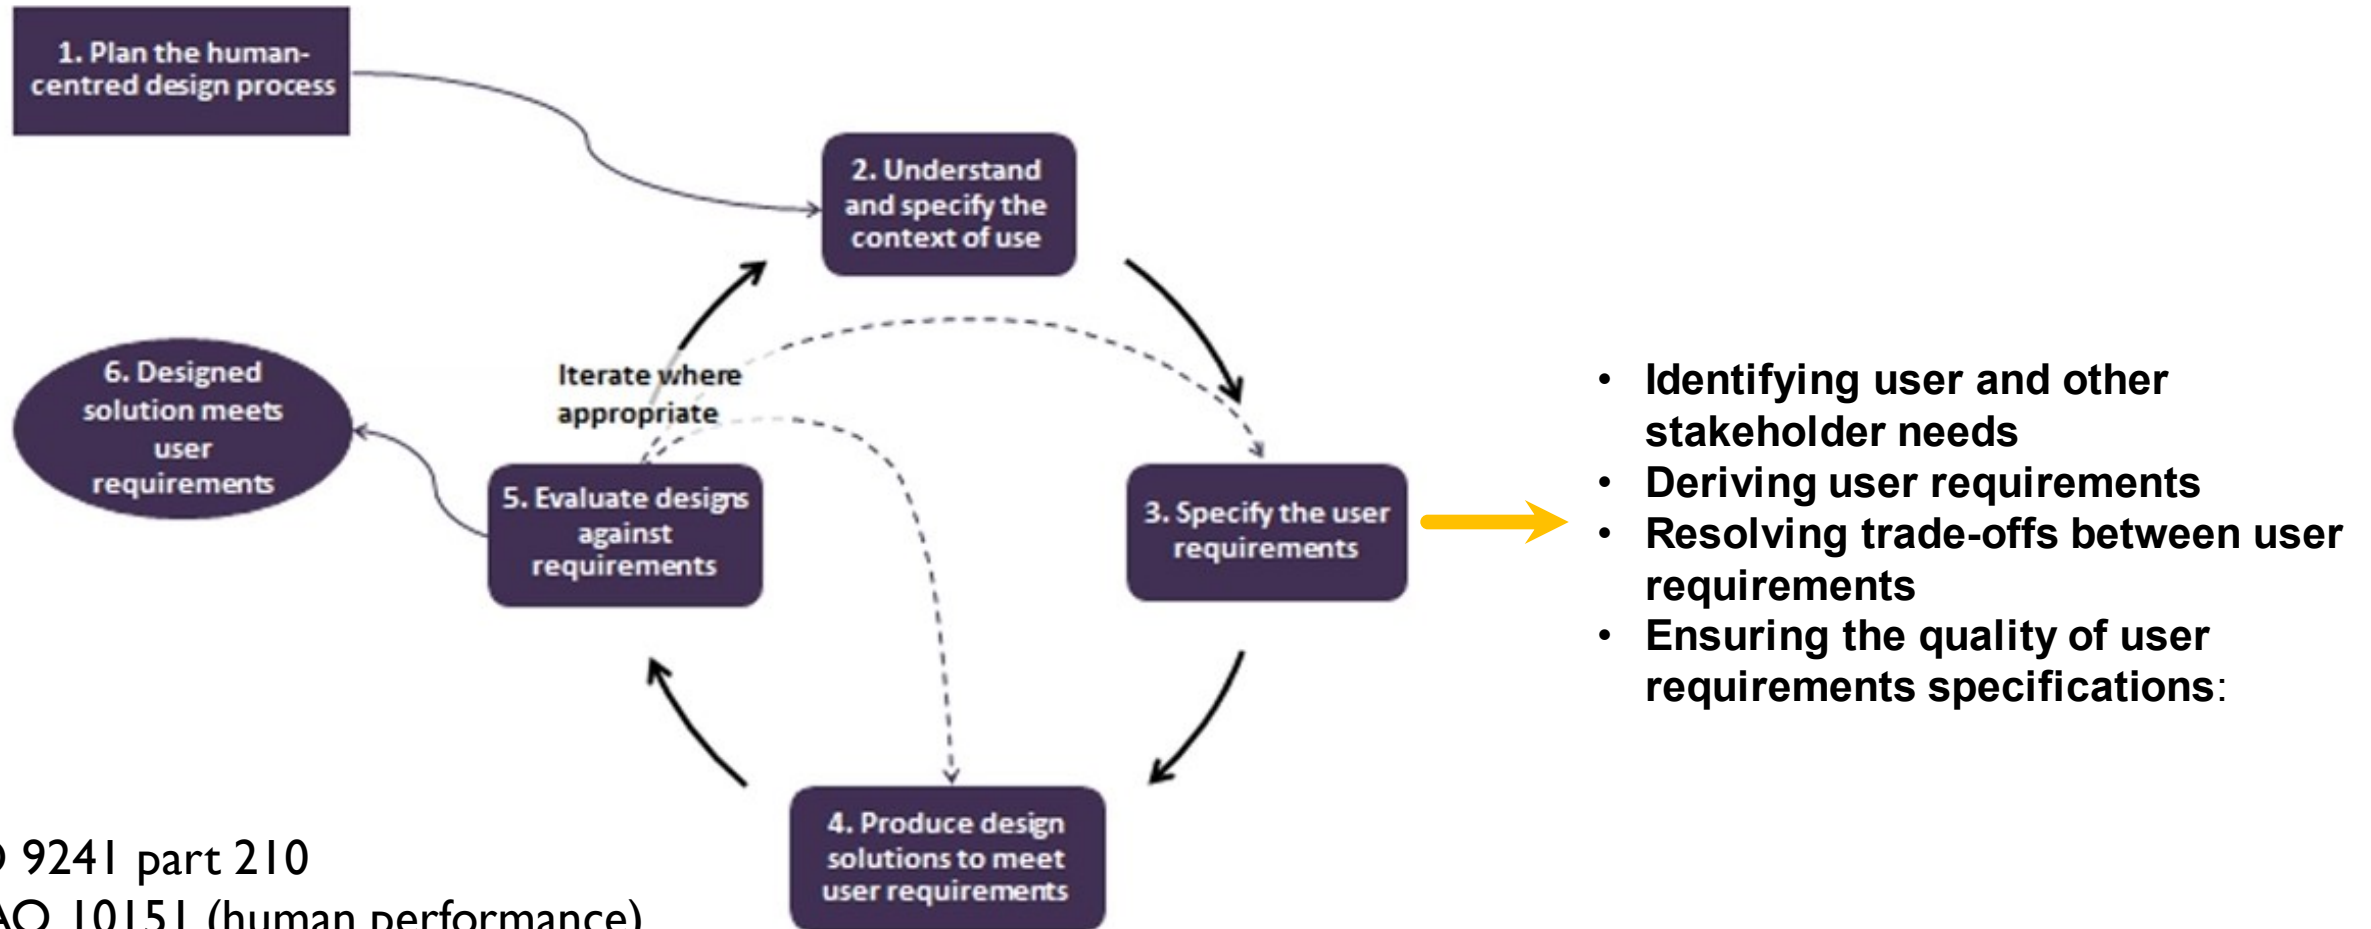 1. Plan the human-
centred design process
2. Understand
and specify the
context of use
Iterate where
appropriate
6. Designed
solution meets
user
requirements
5. Evaluate designs
against
requirements
3. Specify the user
requirements
4. Produce design
solutions to meet
user requirements
• Identifying user and other
stakeholder needs
• Deriving user requirements
• Resolving trade-offs between user
requirements
• Ensuring the quality of user
requirements specifications:
9241 part 210
10151 (human performance)